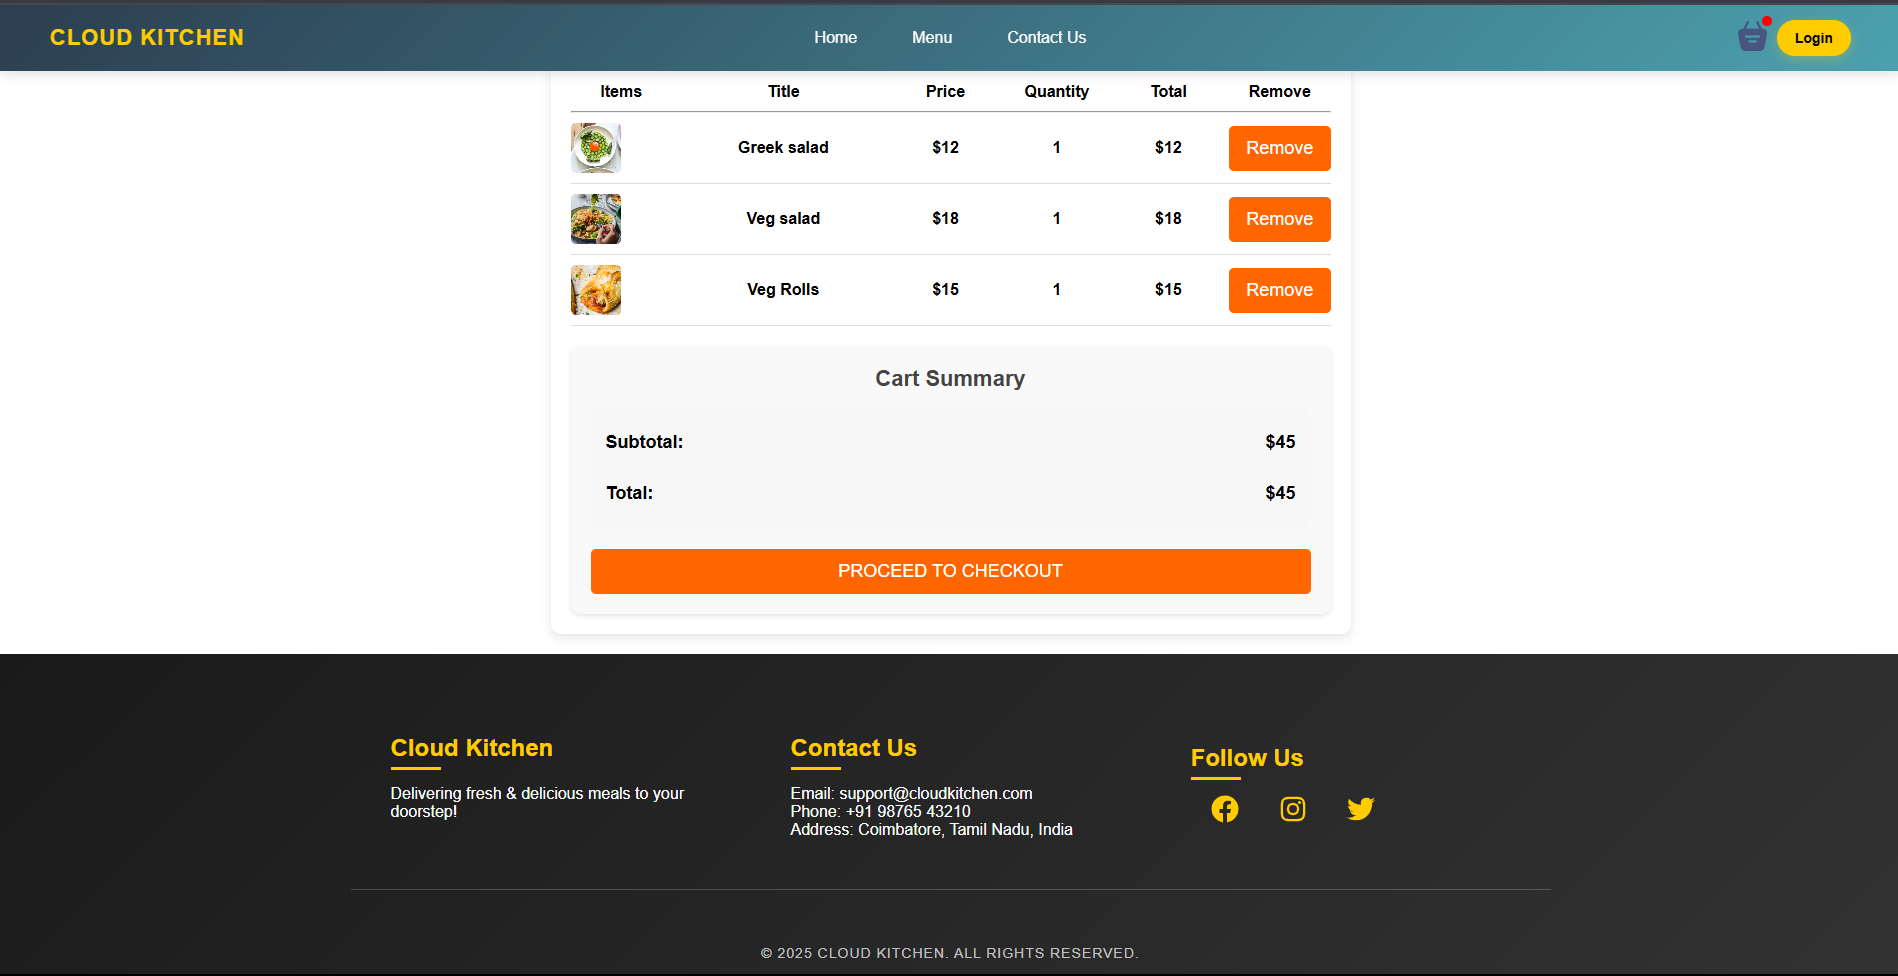 CLOUD KITCHEN
Home Menu Contact Us
Login
Items Title Price Quantity Total Remove
Greek salad $12 1 $12 Remove
Veg salad $18 1 $18 Remove
Veg Rolls $15 1 $15 Remove
Cart Summary
Subtotal: $45
Total: $45
PROCEED TO CHECKOUT
Cloud Kitchen
Delivering fresh & delicious meals to your
doorstep!
Contact Us
Email: support@cloudkitchen.com
Phone: +91 98765 43210
Address: Coimbatore, Tamil Nadu, India
Follow Us
© 2025 CLOUD KITCHEN. ALL RIGHTS RESERVED.